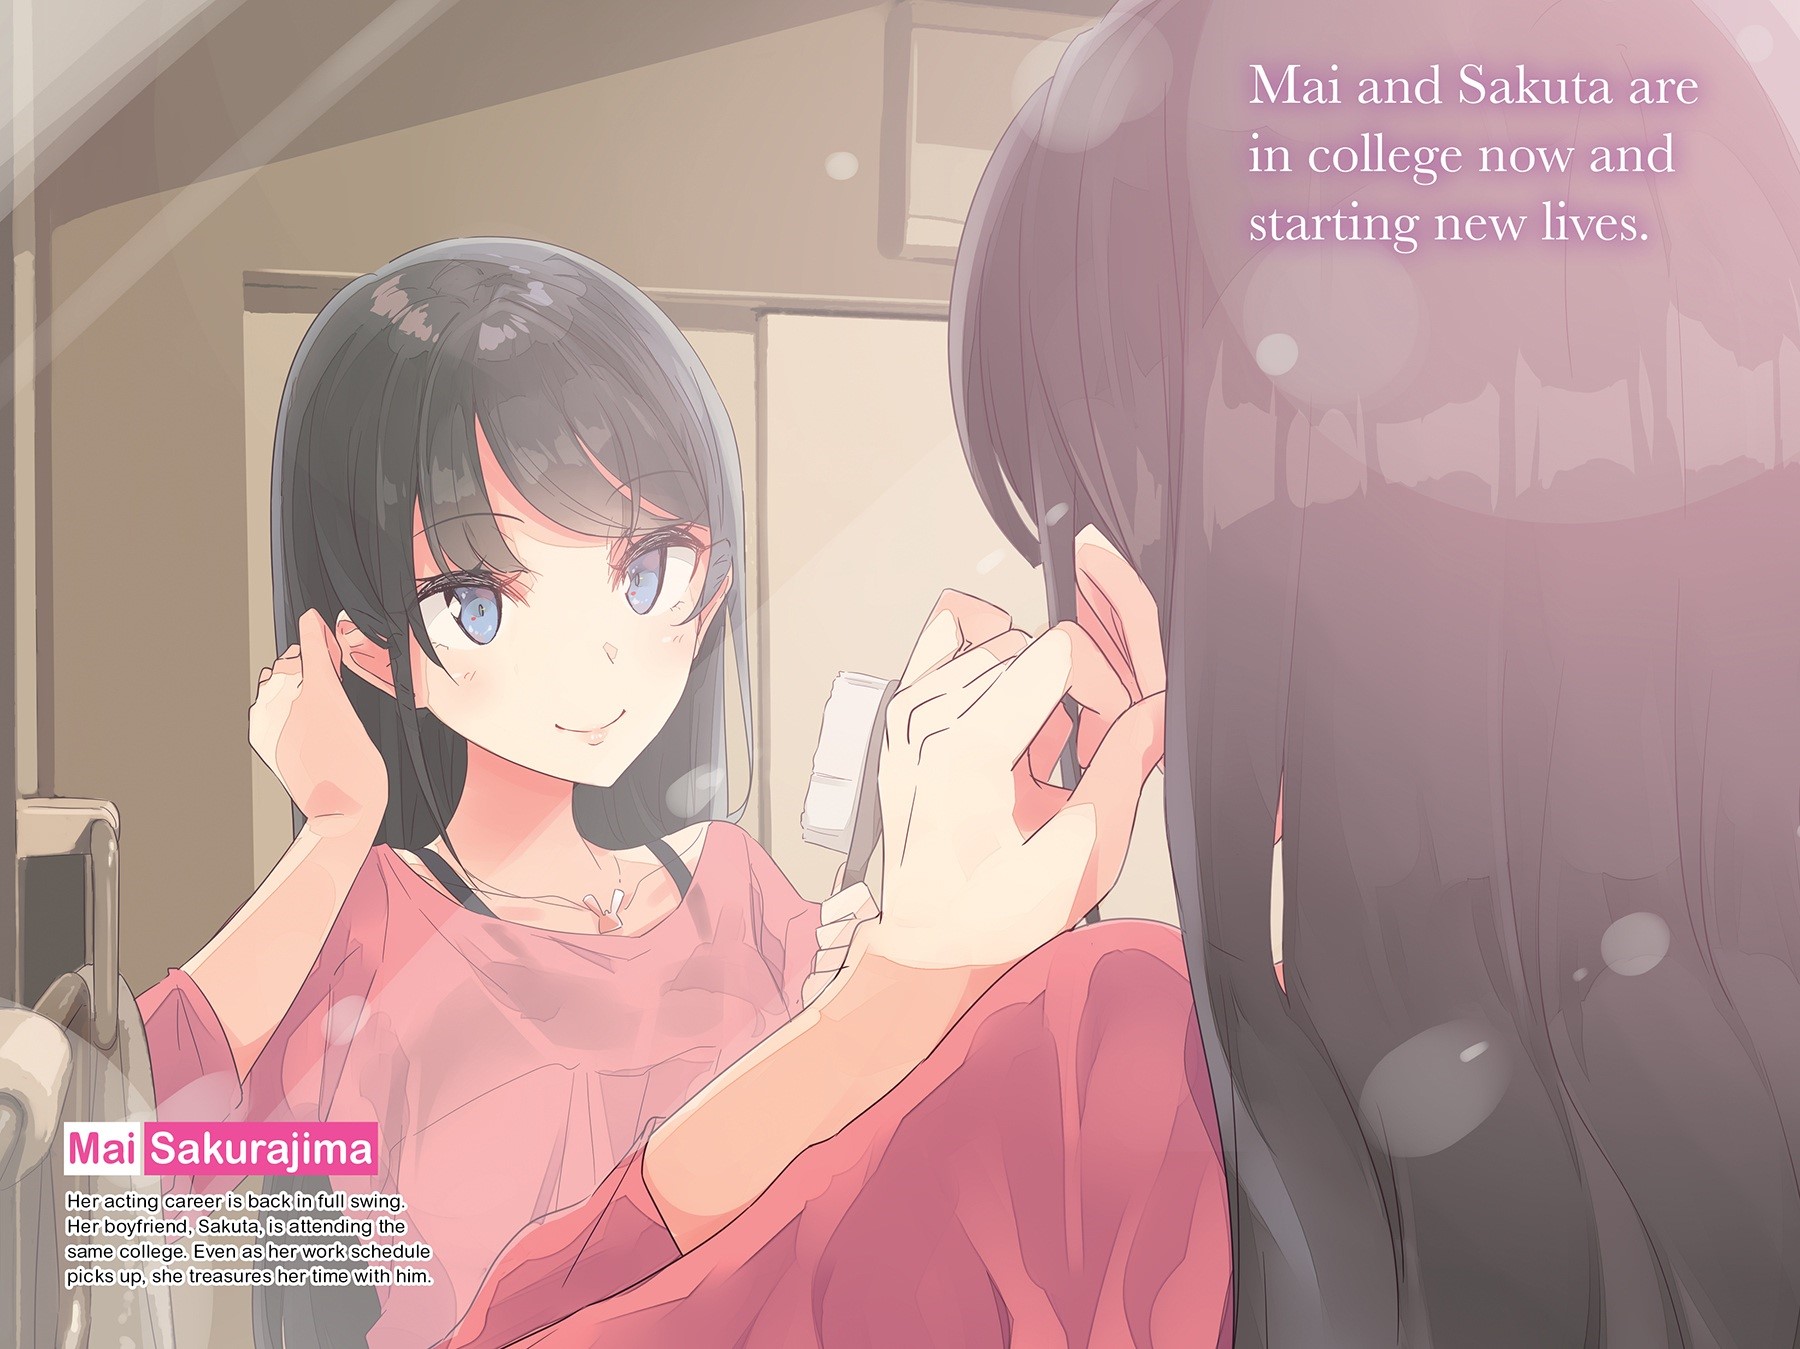 Mai and Sakuta are
in college now and
starting new lives.
Mai Sakurajima
Her acting career is back in full swing.
Her boyfriend, Sakuta, is attending the
same college. Even as her work schedule
picks up, she treasures her time with him.